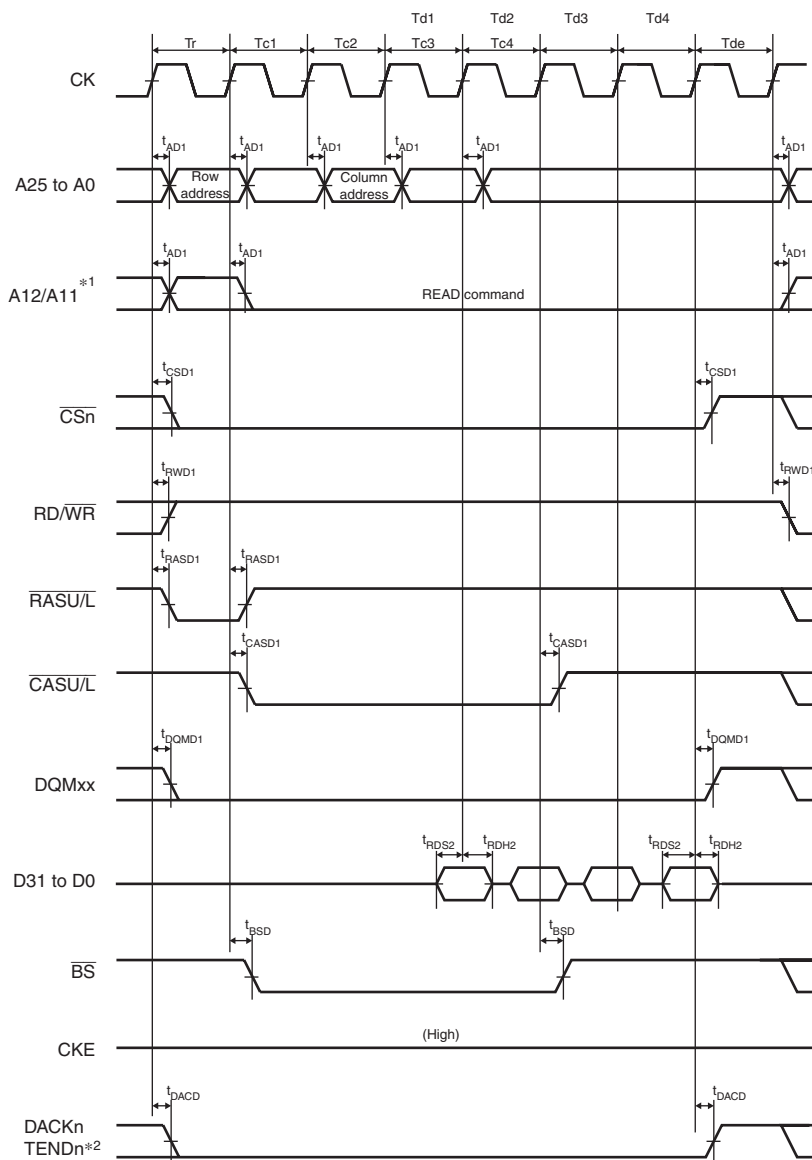 Td1 Td2 Td3 Td4
Tr Tc1 Tc2 Tc3 Tc4 Tde
CK
tAD1 tAD1 tAD1 tAD1 tAD1 tAD1
A25 to A0
Row
address
Column
address
tAD1 tAD1 tAD1
A12/A11*1
READ command
tCSD1 tCSD1
CSn
tRWD1 tRWD1
RD/WR
tRASD1 tRASD1
RASU/L
tCASD1 tCASD1
CASU/L
tDQMD1 tDQMD1
DQMxx
tRDS2 tRDH2 tRDS2 tRDH2
D31 to D0
tBSD tBSD
BS
(High)
CKE
tDACD tDACD
DACKn
TENDn*2